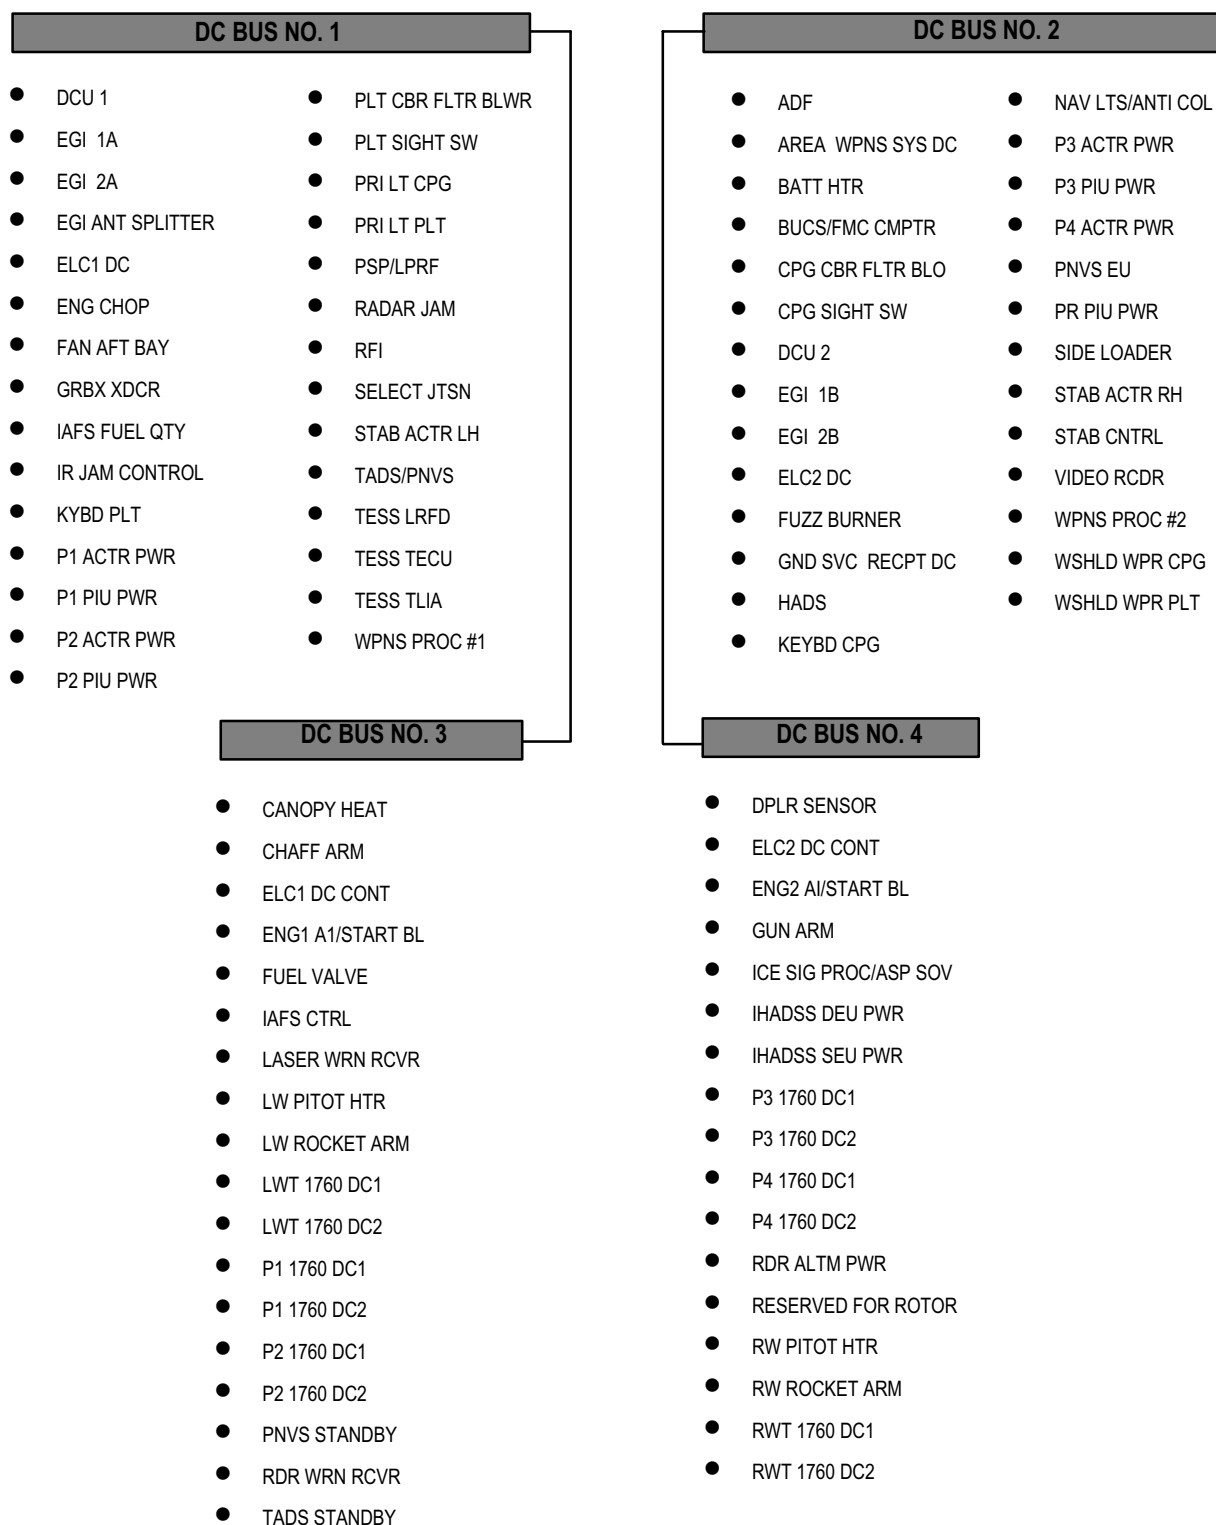 DC BUS NO. 1
DCU 1
EGI 1A
EGI 2A
EGI ANT SPLITTER
ELC1 DC
ENG CHOP
FAN AFT BAY
GRBX XDCR
IAFS FUEL QTY
IR JAM CONTROL
KYBD PLT
P1 ACTR PWR
P1 PIU PWR
P2 ACTR PWR
P2 PIU PWR
PLT CBR FLTR BLWR
PLT SIGHT SW
PRI LT CPG
PRI LT PLT
PSP/LPRF
RADAR JAM
RFI
SELECT JTSN
STAB ACTR LH
TADS/PNVS
TESS LRFD
TESS TECU
TESS TLIA
WPNS PROC #1
DC BUS NO. 2
ADF
AREA WPNS SYS DC
BATT HTR
BUCS/FMC CMPTR
CPG CBR FLTR BLO
CPG SIGHT SW
DCU 2
EGI 1B
EGI 2B
ELC2 DC
FUZZ BURNER
GND SVC RECPT DC
HADS
KEYBD CPG
NAV LTS/ANTI COL
P3 ACTR PWR
P3 PIU PWR
P4 ACTR PWR
PNVS EU
PR PIU PWR
SIDE LOADER
STAB ACTR RH
STAB CNTRL
VIDEO RCDR
WPNS PROC #2
WSHLD WPR CPG
WSHLD WPR PLT
DC BUS NO. 3
CANOPY HEAT
CHAFF ARM
ELC1 DC CONT
ENG1 A1/START BL
FUEL VALVE
IAFS CTRL
LASER WRN RCVR
LW PITOT HTR
LW ROCKET ARM
LWT 1760 DC1
LWT 1760 DC2
P1 1760 DC1
P1 1760 DC2
P2 1760 DC1
P2 1760 DC2
PNVS STANDBY
RDR WRN RCVR
TADS STANDBY
DC BUS NO. 4
DPLR SENSOR
ELC2 DC CONT
ENG2 AI/START BL
GUN ARM
ICE SIG PROC/ASP SOV
IHADSS DEU PWR
IHADSS SEU PWR
P3 1760 DC1
P3 1760 DC2
P4 1760 DC1
P4 1760 DC2
RDR ALTM PWR
RESERVED FOR ROTOR
RW PITOT HTR
RW ROCKET ARM
RWT 1760 DC1
RWT 1760 DC2